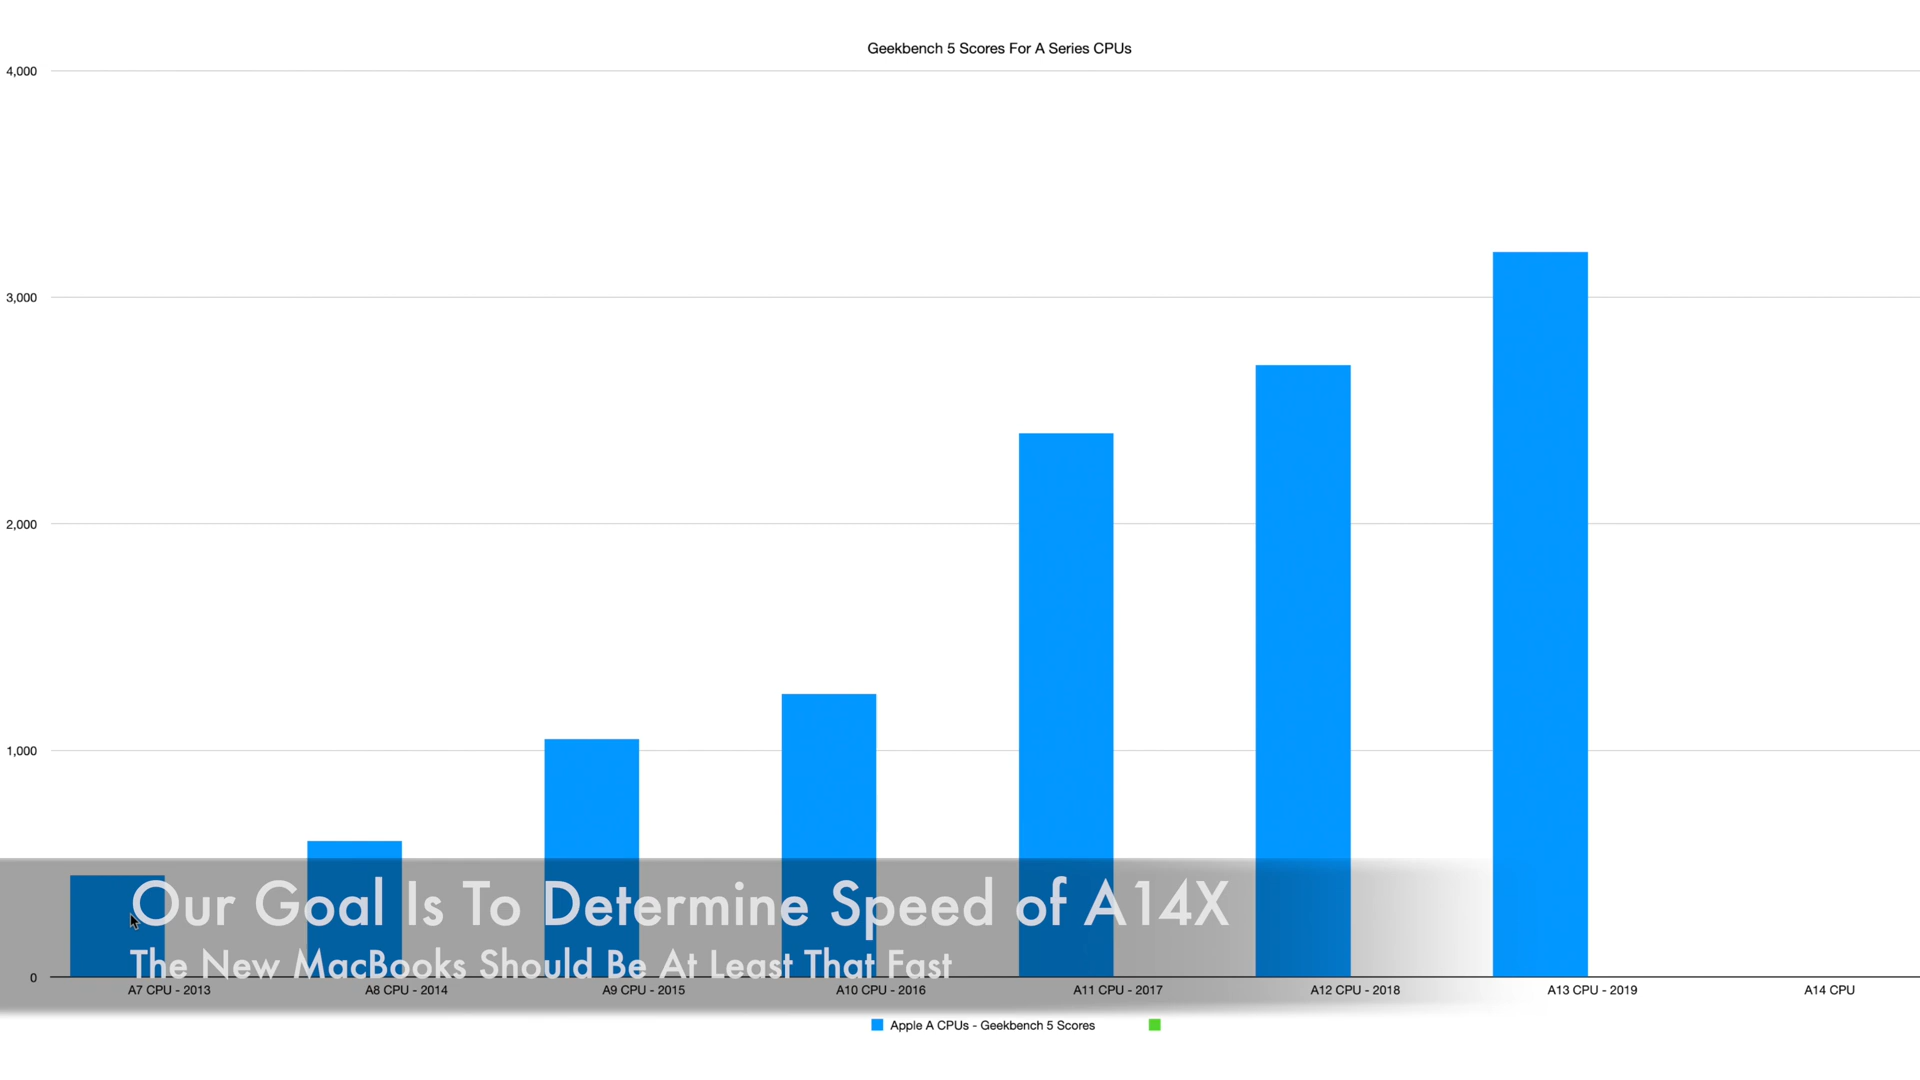 Geekbench 5 Scores For A Series CPUs
4,000
3,000
2,000
1,000
0
Our Goal Is To Determine Speed of A14X
The New MacBooks Should Be At Least That Fast
A7 CPU - 2013
A8 CPU - 2014
A9 CPU - 2015
A10 CPU - 2016
A11 CPU - 2017
A12 CPU - 2018
A13 CPU - 2019
A14 CPU
Apple A CPUs - Geekbench 5 Scores